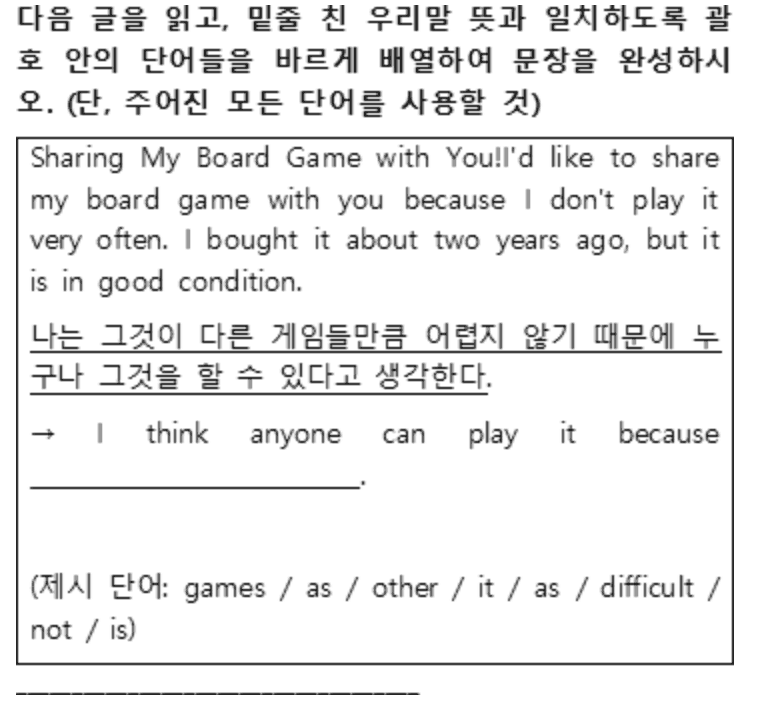 다음 글을 읽고, 밑줄 친 우리말 뜻과 일치하도록 괄
호 안의 단어들을 바르게 배열하여 문장을 완성하시
오. (단, 주어진 모든 단어를 사용할 것)
Sharing My Board Game with You!I'd like to share
my board game with you because I don't play it
very often. I bought it about two years ago, but it
is in good condition.
나는 그것이 다른 게임들만큼 어렵지 않기 때문에 누
구나 그것을 할 수 있다고 생각한다.
→ I think anyone can play it because
______________________.
(제시 단어: games / as / other / it / as / difficult /
not / is)